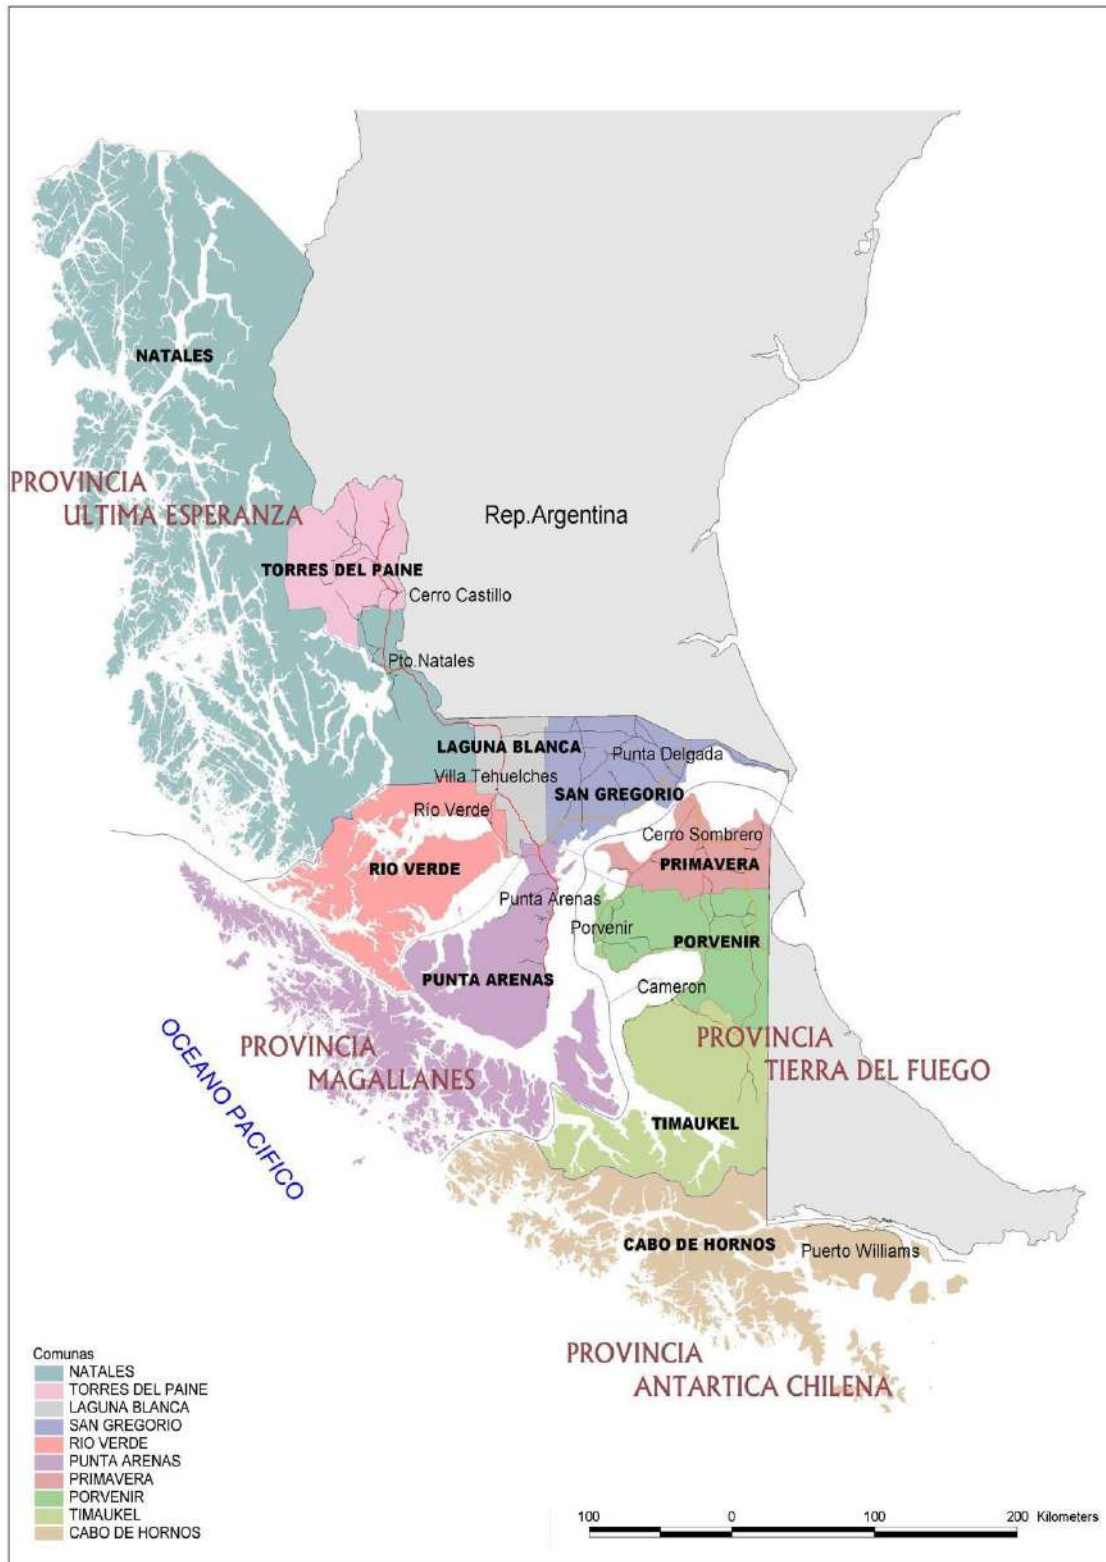 NATALES
PROVINCIA
ULTIMA ESPERANZA
Rep.Argentina
TORRES DEL PAINE
Cerro Castillo
Pto.Natales
LAGUNA BLANCA
Punta Delgada
Villa Tehuelches
SAN GREGORIO
Río Verde
Cerro Sombrero
RIO VERDE
PRIMAVERA
Punta Arenas
Porvenir
PORVENIR
PUNTA ARENAS
Cameron
OCEANO PACIFICO
PROVINCIA
MAGALLANES
PROVINCIA
TIERRA DEL FUEGO
TIMAUKEL
CABO DE HORNOS
Puerto Williams
PROVINCIA
ANTARTICA CHILENA
Comunas
NATALES
TORRES DEL PAINE
LAGUNA BLANCA
SAN GREGORIO
RIO VERDE
PUNTA ARENAS
PRIMAVERA
PORVENIR
TIMAUKEL
CABO DE HORNOS
100 0 100 200 Kilometers